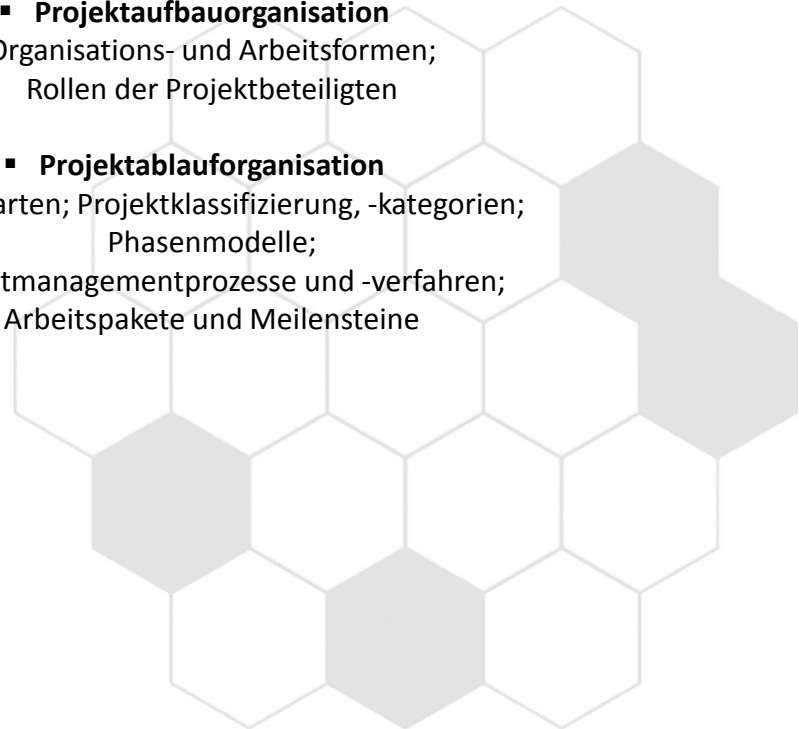 ▪ Projektaufbauorganisation
Organisations- und Arbeitsformen;
Rollen der Projektbeteiligten
▪ Projektablauforganisation
arten; Projektklassifizierung, -kategorien;
Phasenmodelle;
tmanagementprozesse und -verfahren;
Arbeitspakete und Meilensteine